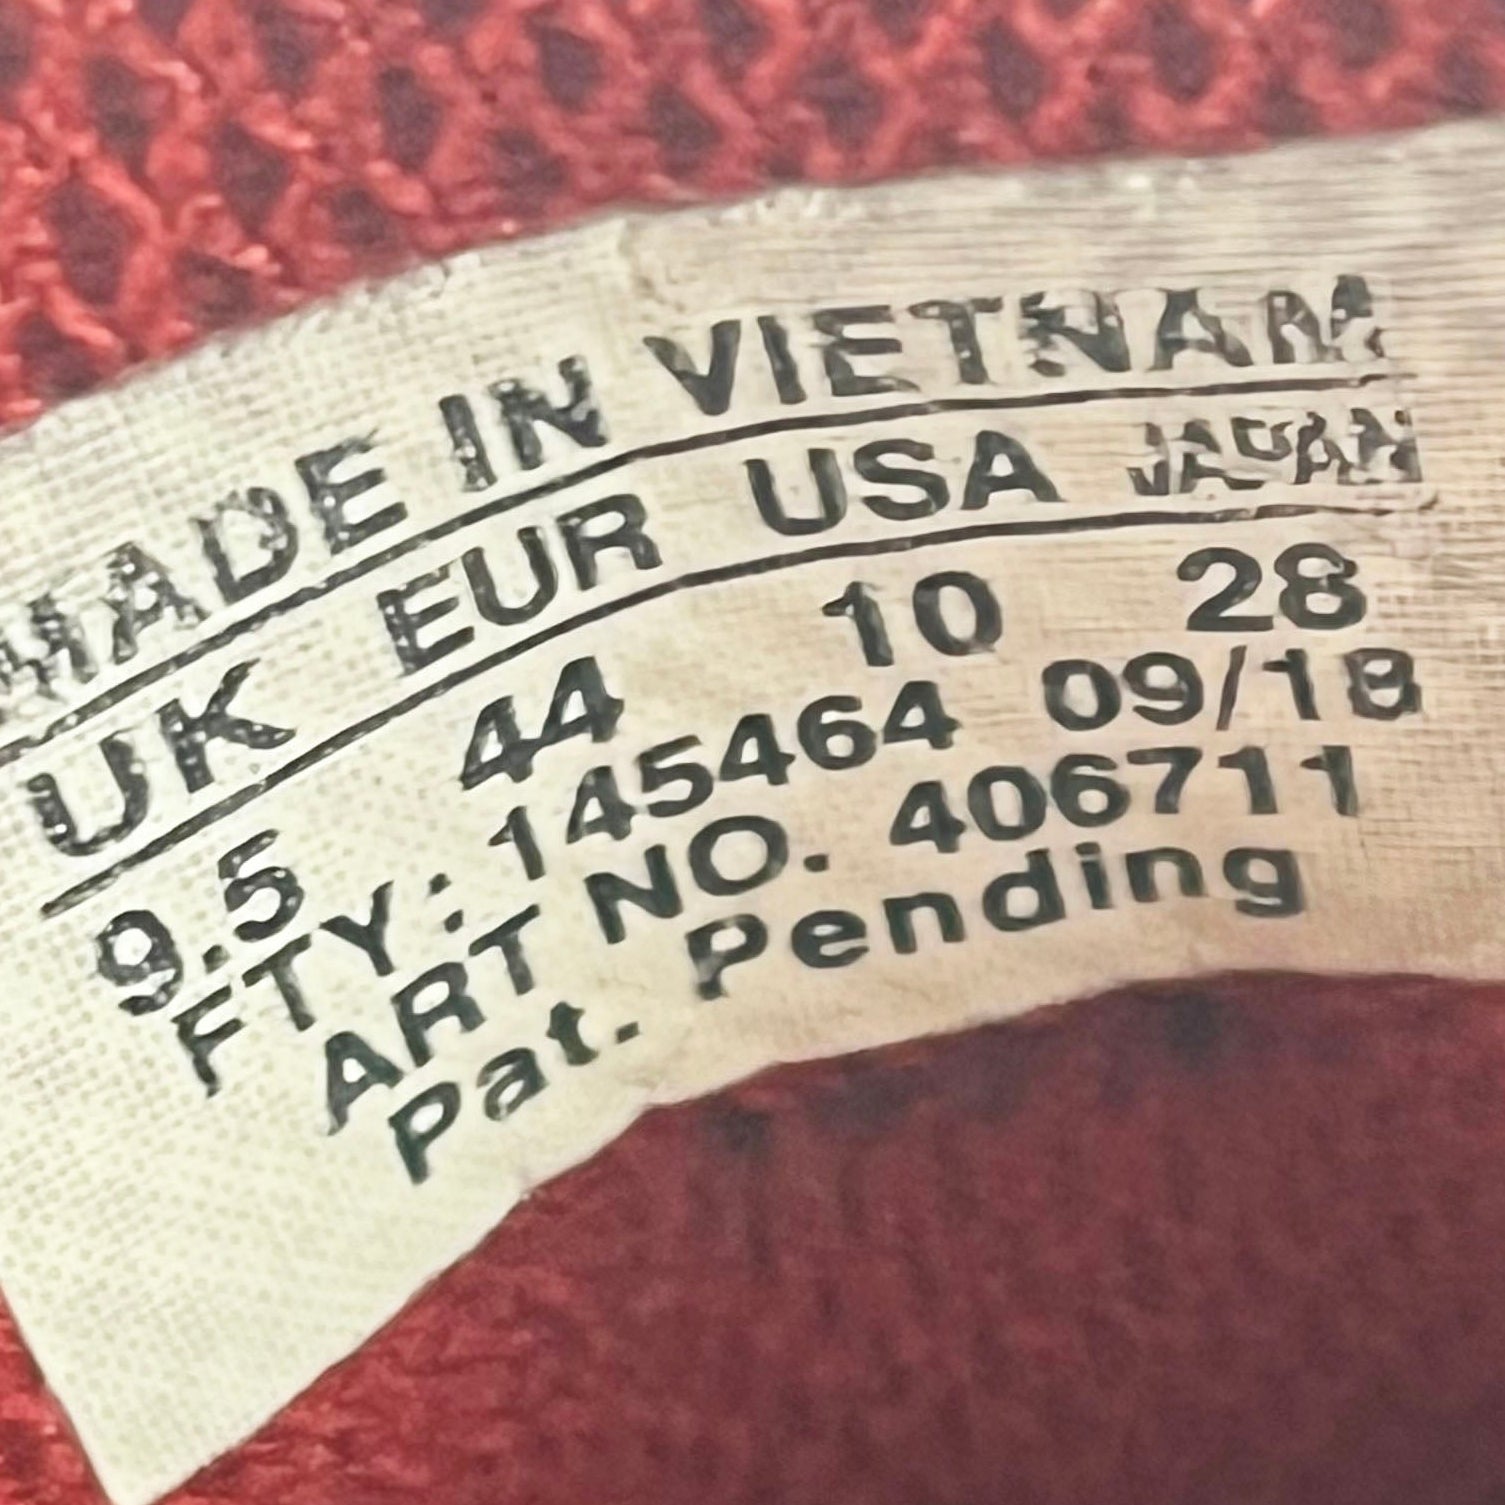 MADE IN VIETNAM
UK EUR USA JAPAN
9.5 44 10 28
FTY: 145464 09/18
ART NO. 406711
Pat. Pending